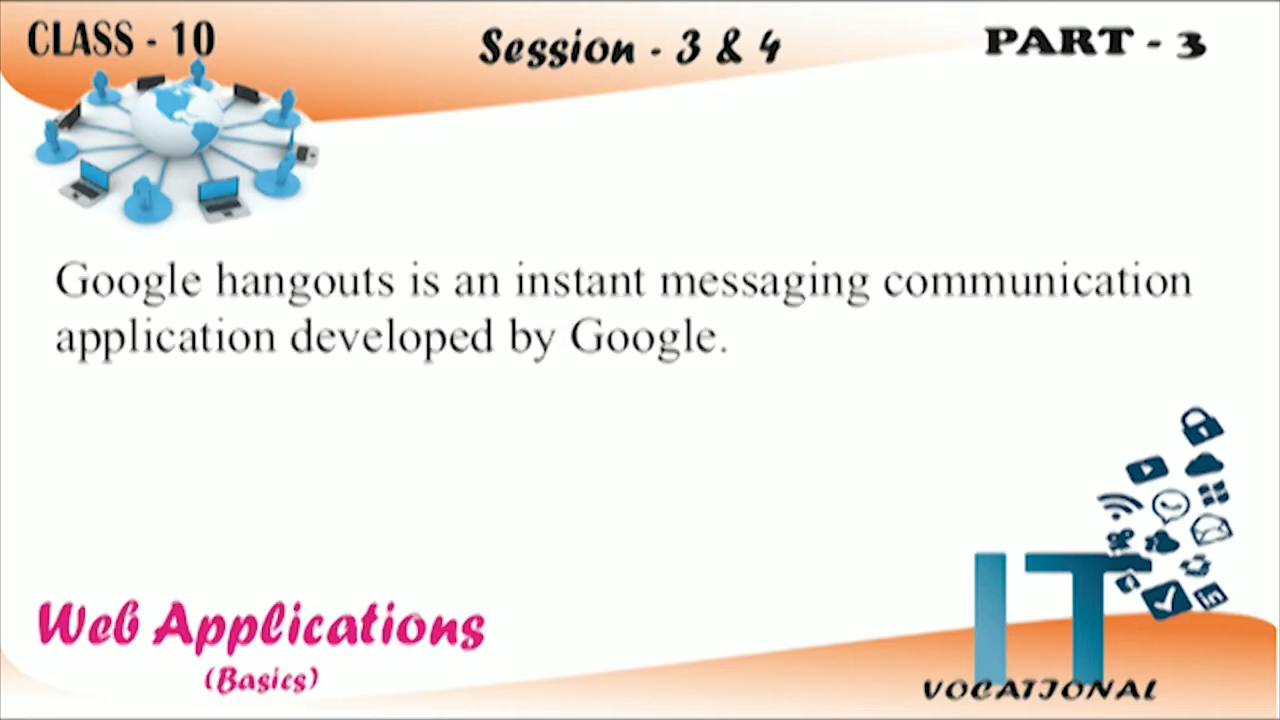 CLASS - 10
Session - 3 & 4
PART - 3
Google hangouts is an instant messaging communication
application developed by Google.
Web Applications
(Basics)
IT
VOCATIONAL